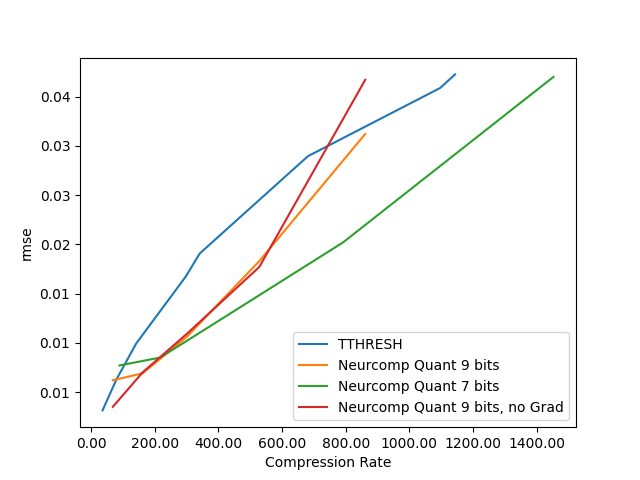 0.04
0.03
0.03
0.02
0.01
0.01
0.01
rmse
TTHRESH
Neurcomp Quant 9 bits
Neurcomp Quant 7 bits
Neurcomp Quant 9 bits, no Grad
0.00 200.00 400.00 600.00 800.00 1000.00 1200.00 1400.00
Compression Rate